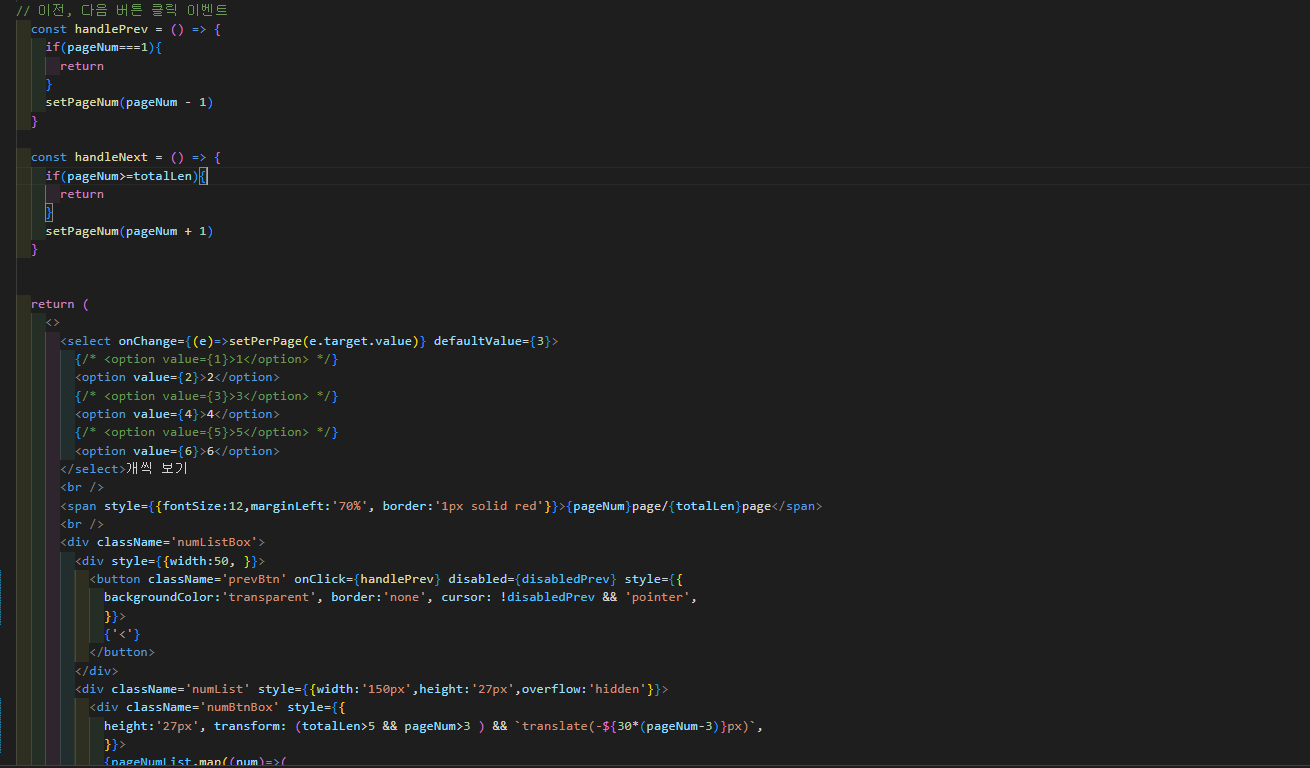 // 이전, 다음 버튼 클릭 이벤트
const handlePrev = () => {
if(pageNum===1){
return
}
setPageNum(pageNum - 1)
}
const handleNext = () => {
if(pageNum>=totalLen){
return
}
setPageNum(pageNum + 1)
}
return (
<>
<select onChange={(e)=>setPerPage(e.target.value)} defaultValue={3}>
{/* <option value={1}>1</option> */}
<option value={2}>2</option>
{/* <option value={3}>3</option> */}
<option value={4}>4</option>
{/* <option value={5}>5</option> */}
<option value={6}>6</option>
</select>개씩 보기
<br />
<span style={{fontSize:12,marginLeft:'70%', border:'1px solid red'}}>{pageNum}page/{totalLen}page</span>
<br />
<div className='numListBox'>
<div style={{width:50, }}>
<button className='prevBtn' onClick={handlePrev} disabled={disabledPrev} style={{
backgroundColor:'transparent', border:'none', cursor: !disabledPrev && 'pointer',
}}>
{'<'}
</button>
</div>
<div className='numList' style={{width:'150px',height:'27px',overflow:'hidden'}}>
<div className='numBtnBox' style={{
height:'27px', transform: (totalLen>5 && pageNum>3 ) && `translate(-${30*(pageNum-3)}px)`,
}}>
{pageNumList.map((num)=>(